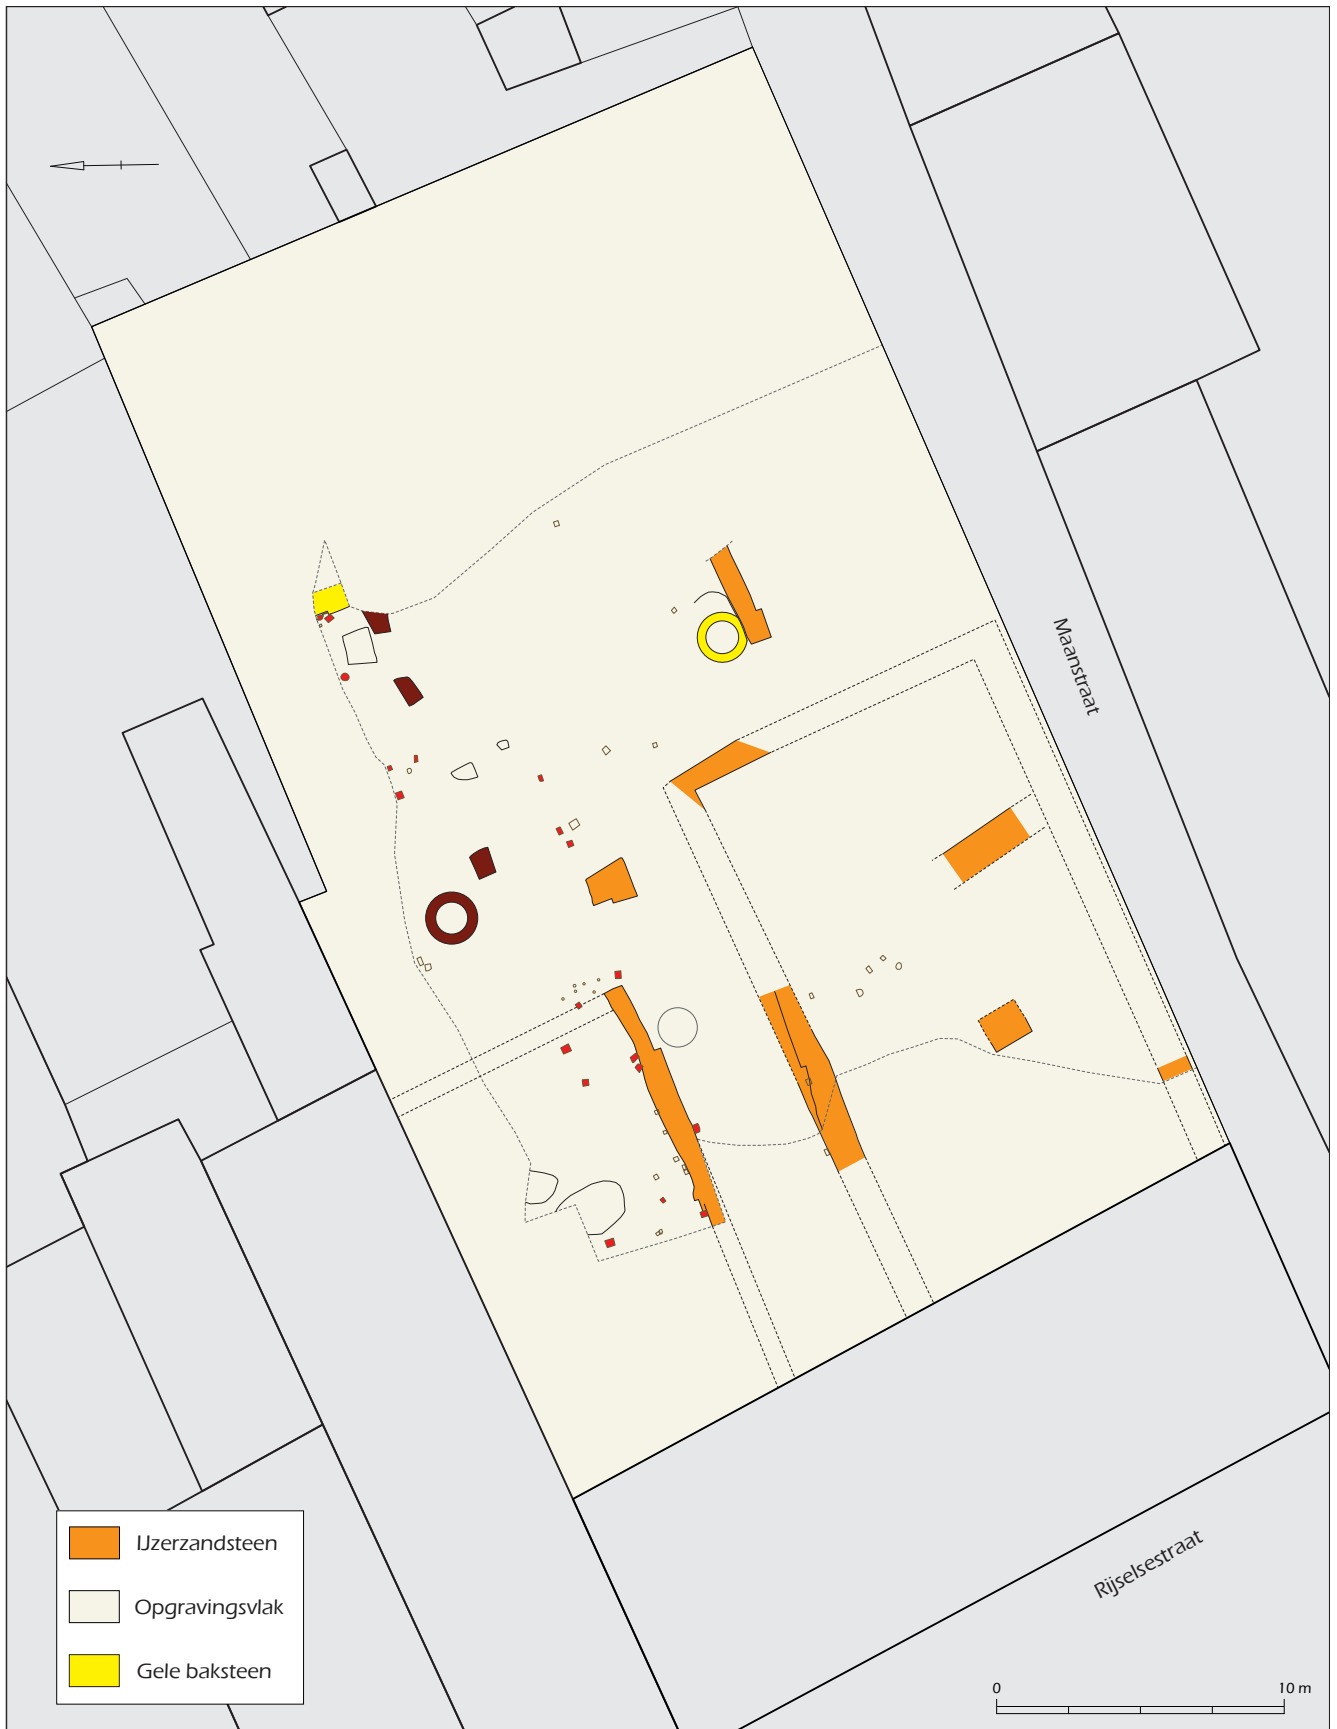 Maanstraat
IJzerzandsteen
Opgravingsvlak
Gele baksteen
Rijselsestraat
0 10 m